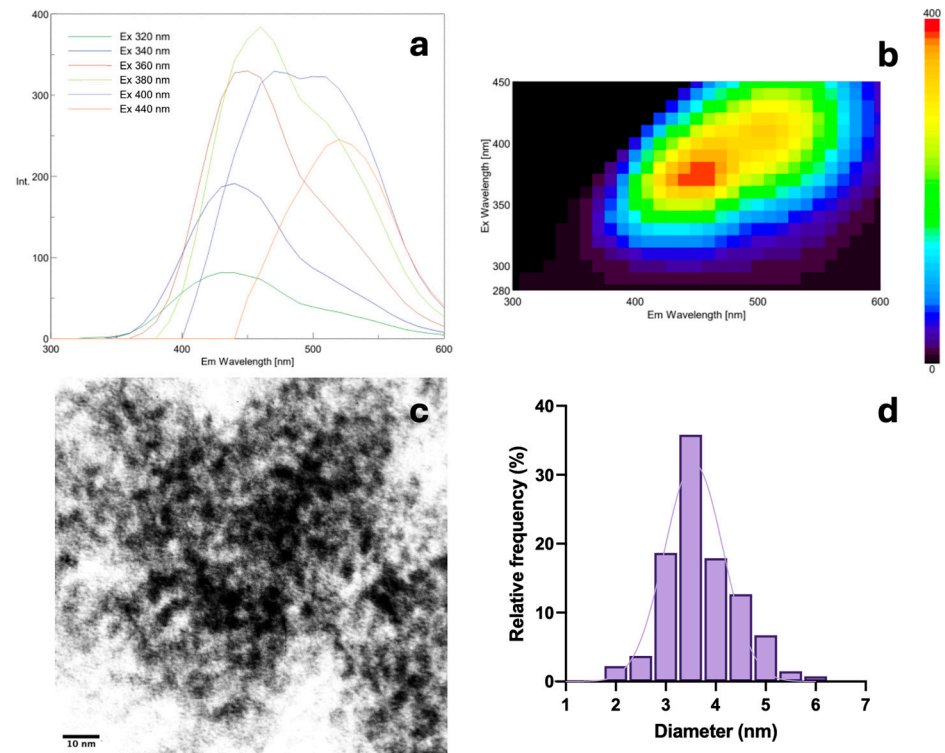 a
400
300
200
100
0
Int.
Ex 320 nm
Ex 340 nm
Ex 360 nm
Ex 380 nm
Ex 400 nm
Ex 440 nm
300 400 500 600
Em Wavelength [nm]
b
450
400
350
300
280
Ex Wavelength [nm]
300 400 500 600
Em Wavelength [nm]
400
0
c
10 nm
d
40
30
20
10
0
Relative frequency (%)
1 2 3 4 5 6 7
Diameter (nm)